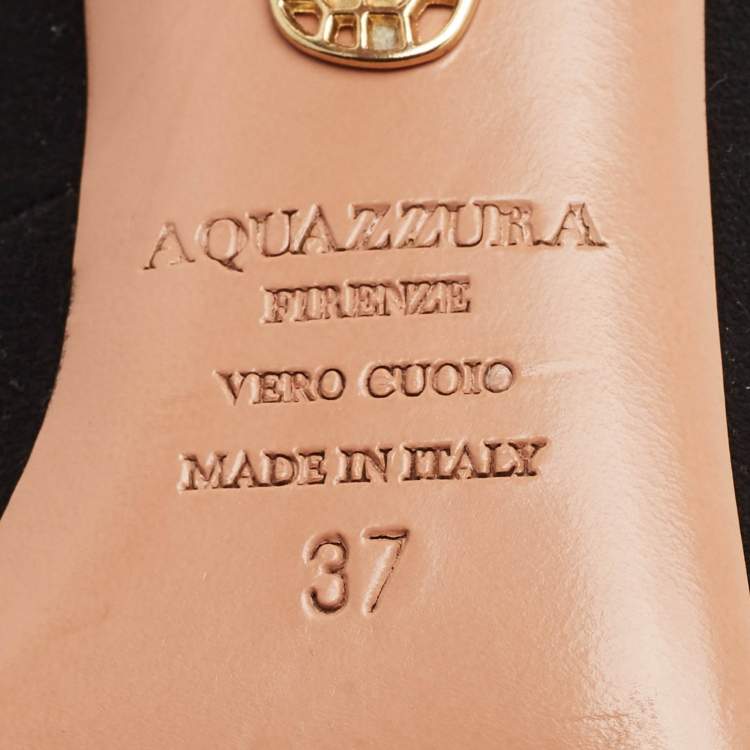 AQUAZZURA
FIRENZE
VERO CUOIO
MADE IN ITALY
37